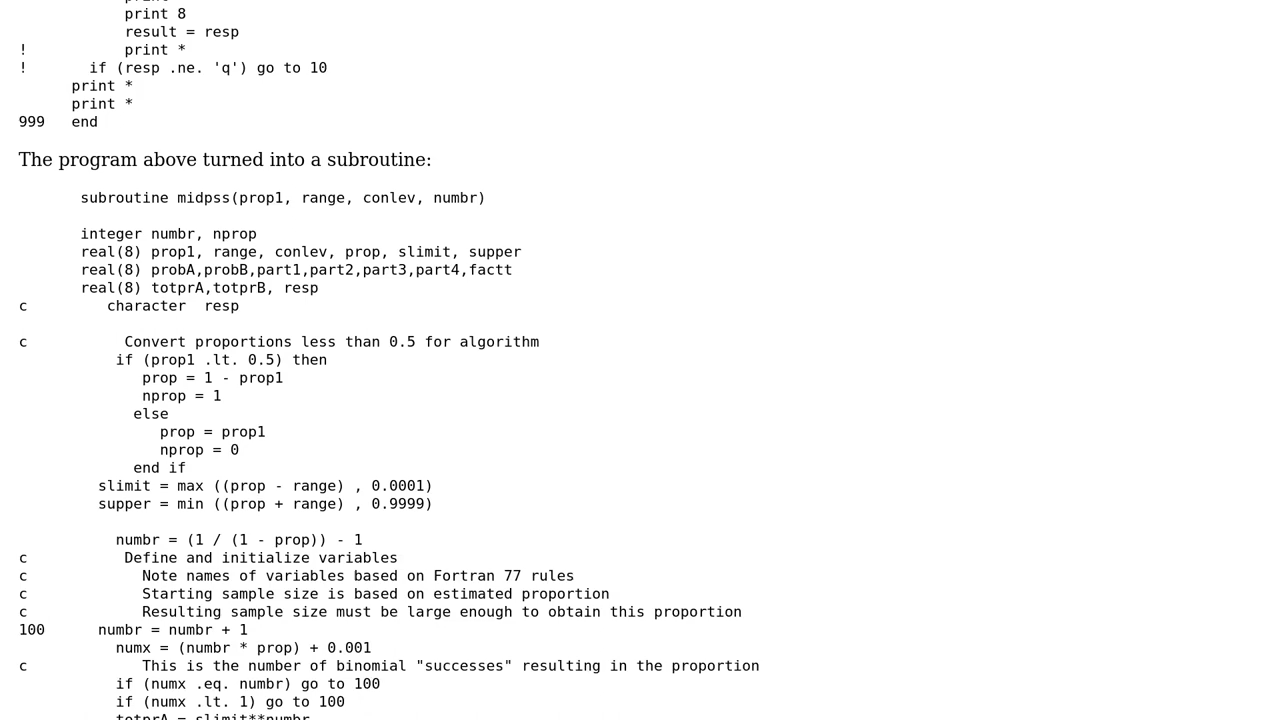 print
print 8
result = resp
! print *
! if (resp .ne. 'q') go to 10
print *
print *
999 end
The program above turned into a subroutine:
subroutine midpss(prop1, range, conlev, numbr)
integer numbr, nprop
real(8) prop1, range, conlev, prop, slimit, supper
real(8) probA,probB,part1,part2,part3,part4,factt
real(8) totprA,totprB, resp
c character  resp
c Convert proportions less than 0.5 for algorithm
if (prop1 .lt. 0.5) then
prop = 1 - prop1
nprop = 1
else
prop = prop1
nprop = 0
end if
slimit = max ((prop - range) , 0.0001)
supper = min ((prop + range) , 0.9999)
numbr = (1 / (1 - prop)) - 1
c Define and initialize variables
c Note names of variables based on Fortran 77 rules
c Starting sample size is based on estimated proportion
c Resulting sample size must be large enough to obtain this proportion
100 numbr = numbr + 1
numx = (numbr * prop) + 0.001
c This is the number of binomial "successes" resulting in the proportion
if (numx .eq. numbr) go to 100
if (numx .lt. 1) go to 100
totprA = slimit**numbr